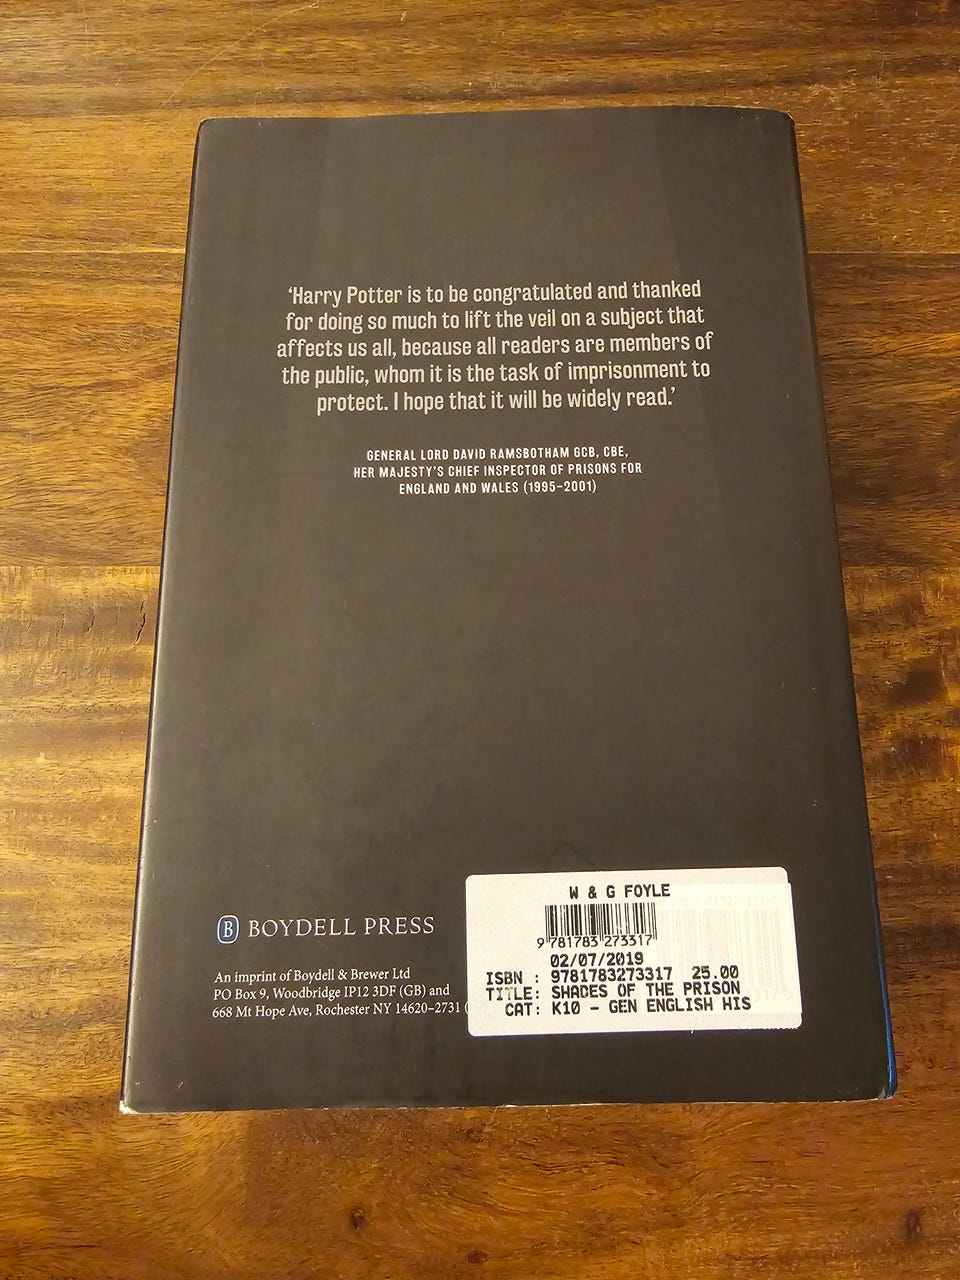 ‘Harry Potter is to be congratulated and thanked
for doing so much to lift the veil on a subject that
affects us all, because all readers are members of
the public, whom it is the task of imprisonment to
protect. I hope that it will be widely read.’
GENERAL LORD DAVID RAMSBOTHAM GCB, CBE,
HER MAJESTY’S CHIEF INSPECTOR OF PRISONS FOR
ENGLAND AND WALES (1995–2001)
B BOYDELL PRESS
An imprint of Boydell & Brewer Ltd
PO Box 9, Woodbridge IP12 3DF (GB) and
668 Mt Hope Ave, Rochester NY 14620–2731 (
W & G FOYLE
9 781783 273317
02/07/2019
ISBN : 9781783273317 25.00
TITLE: SHADES OF THE PRISON
CAT: K10 - GEN ENGLISH HIS